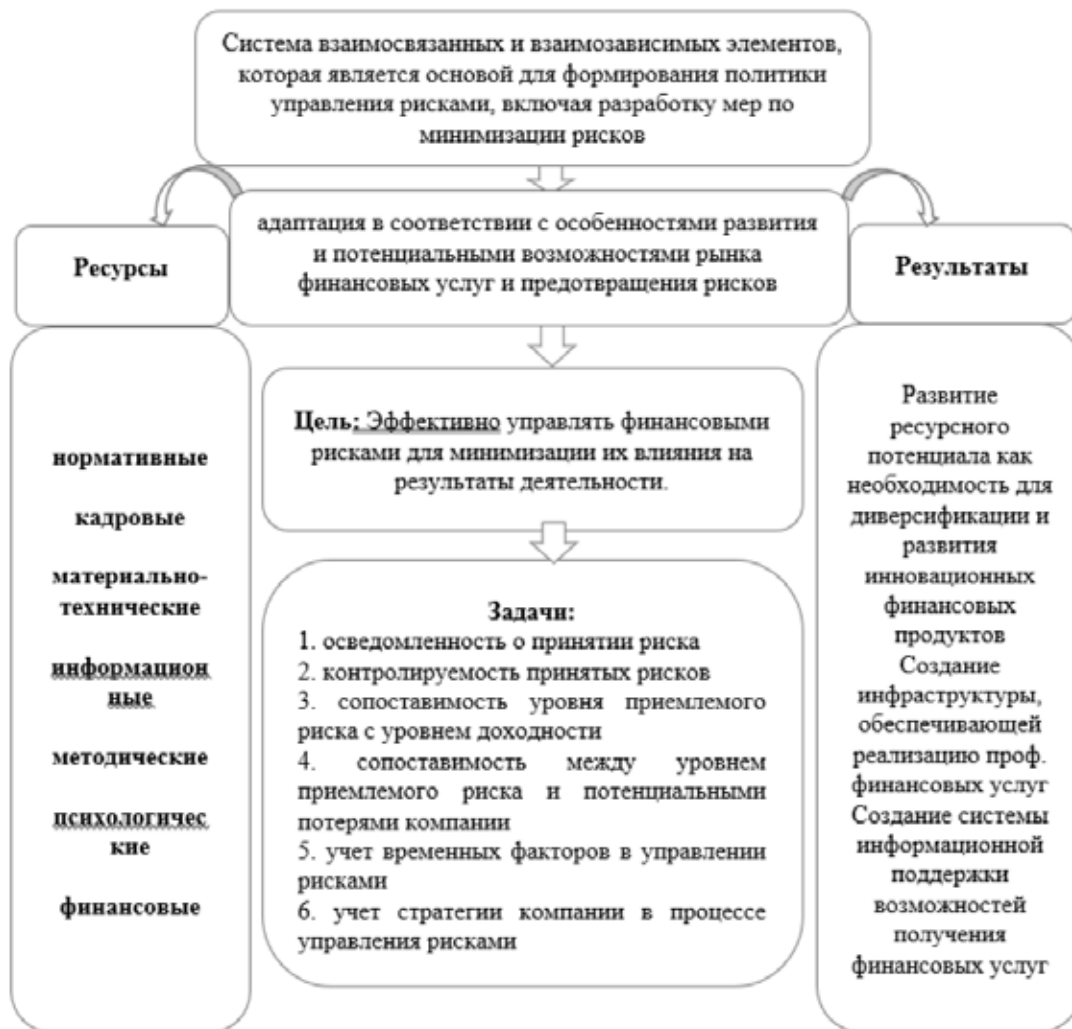 Система взаимосвязанных и взаимозависимых элементов,
которая является основой для формирования политики
управления рисками, включая разработку мер по
минимизации рисков
адаптация в соответствии с особенностями развития
и потенциальными возможностями рынка
финансовых услуг и предотвращения рисков
Ресурсы
нормативные
кадровые
материально-
технические
информацион
ные
методические
психологичес
кие
финансовые
Цель: Эффективно управлять финансовыми
рисками для минимизации их влияния на
результаты деятельности.
Задачи:
1. осведомленность о принятии риска
2. контролируемость принятых рисков
3. сопоставимость уровня приемлемого
риска с уровнем доходности
4. сопоставимость между уровнем
приемлемого риска и потенциальными
потерями компании
5. учет временных факторов в управлении
рисками
6. учет стратегии компании в процессе
управления рисками
Результаты
Развитие
ресурсного
потенциала как
необходимость для
диверсификации и
развития
инновационных
финансовых
продуктов
Создание
инфраструктуры,
обеспечивающей
реализацию проф.
финансовых услуг
Создание системы
информационной
поддержки
возможностей
получения
финансовых услуг